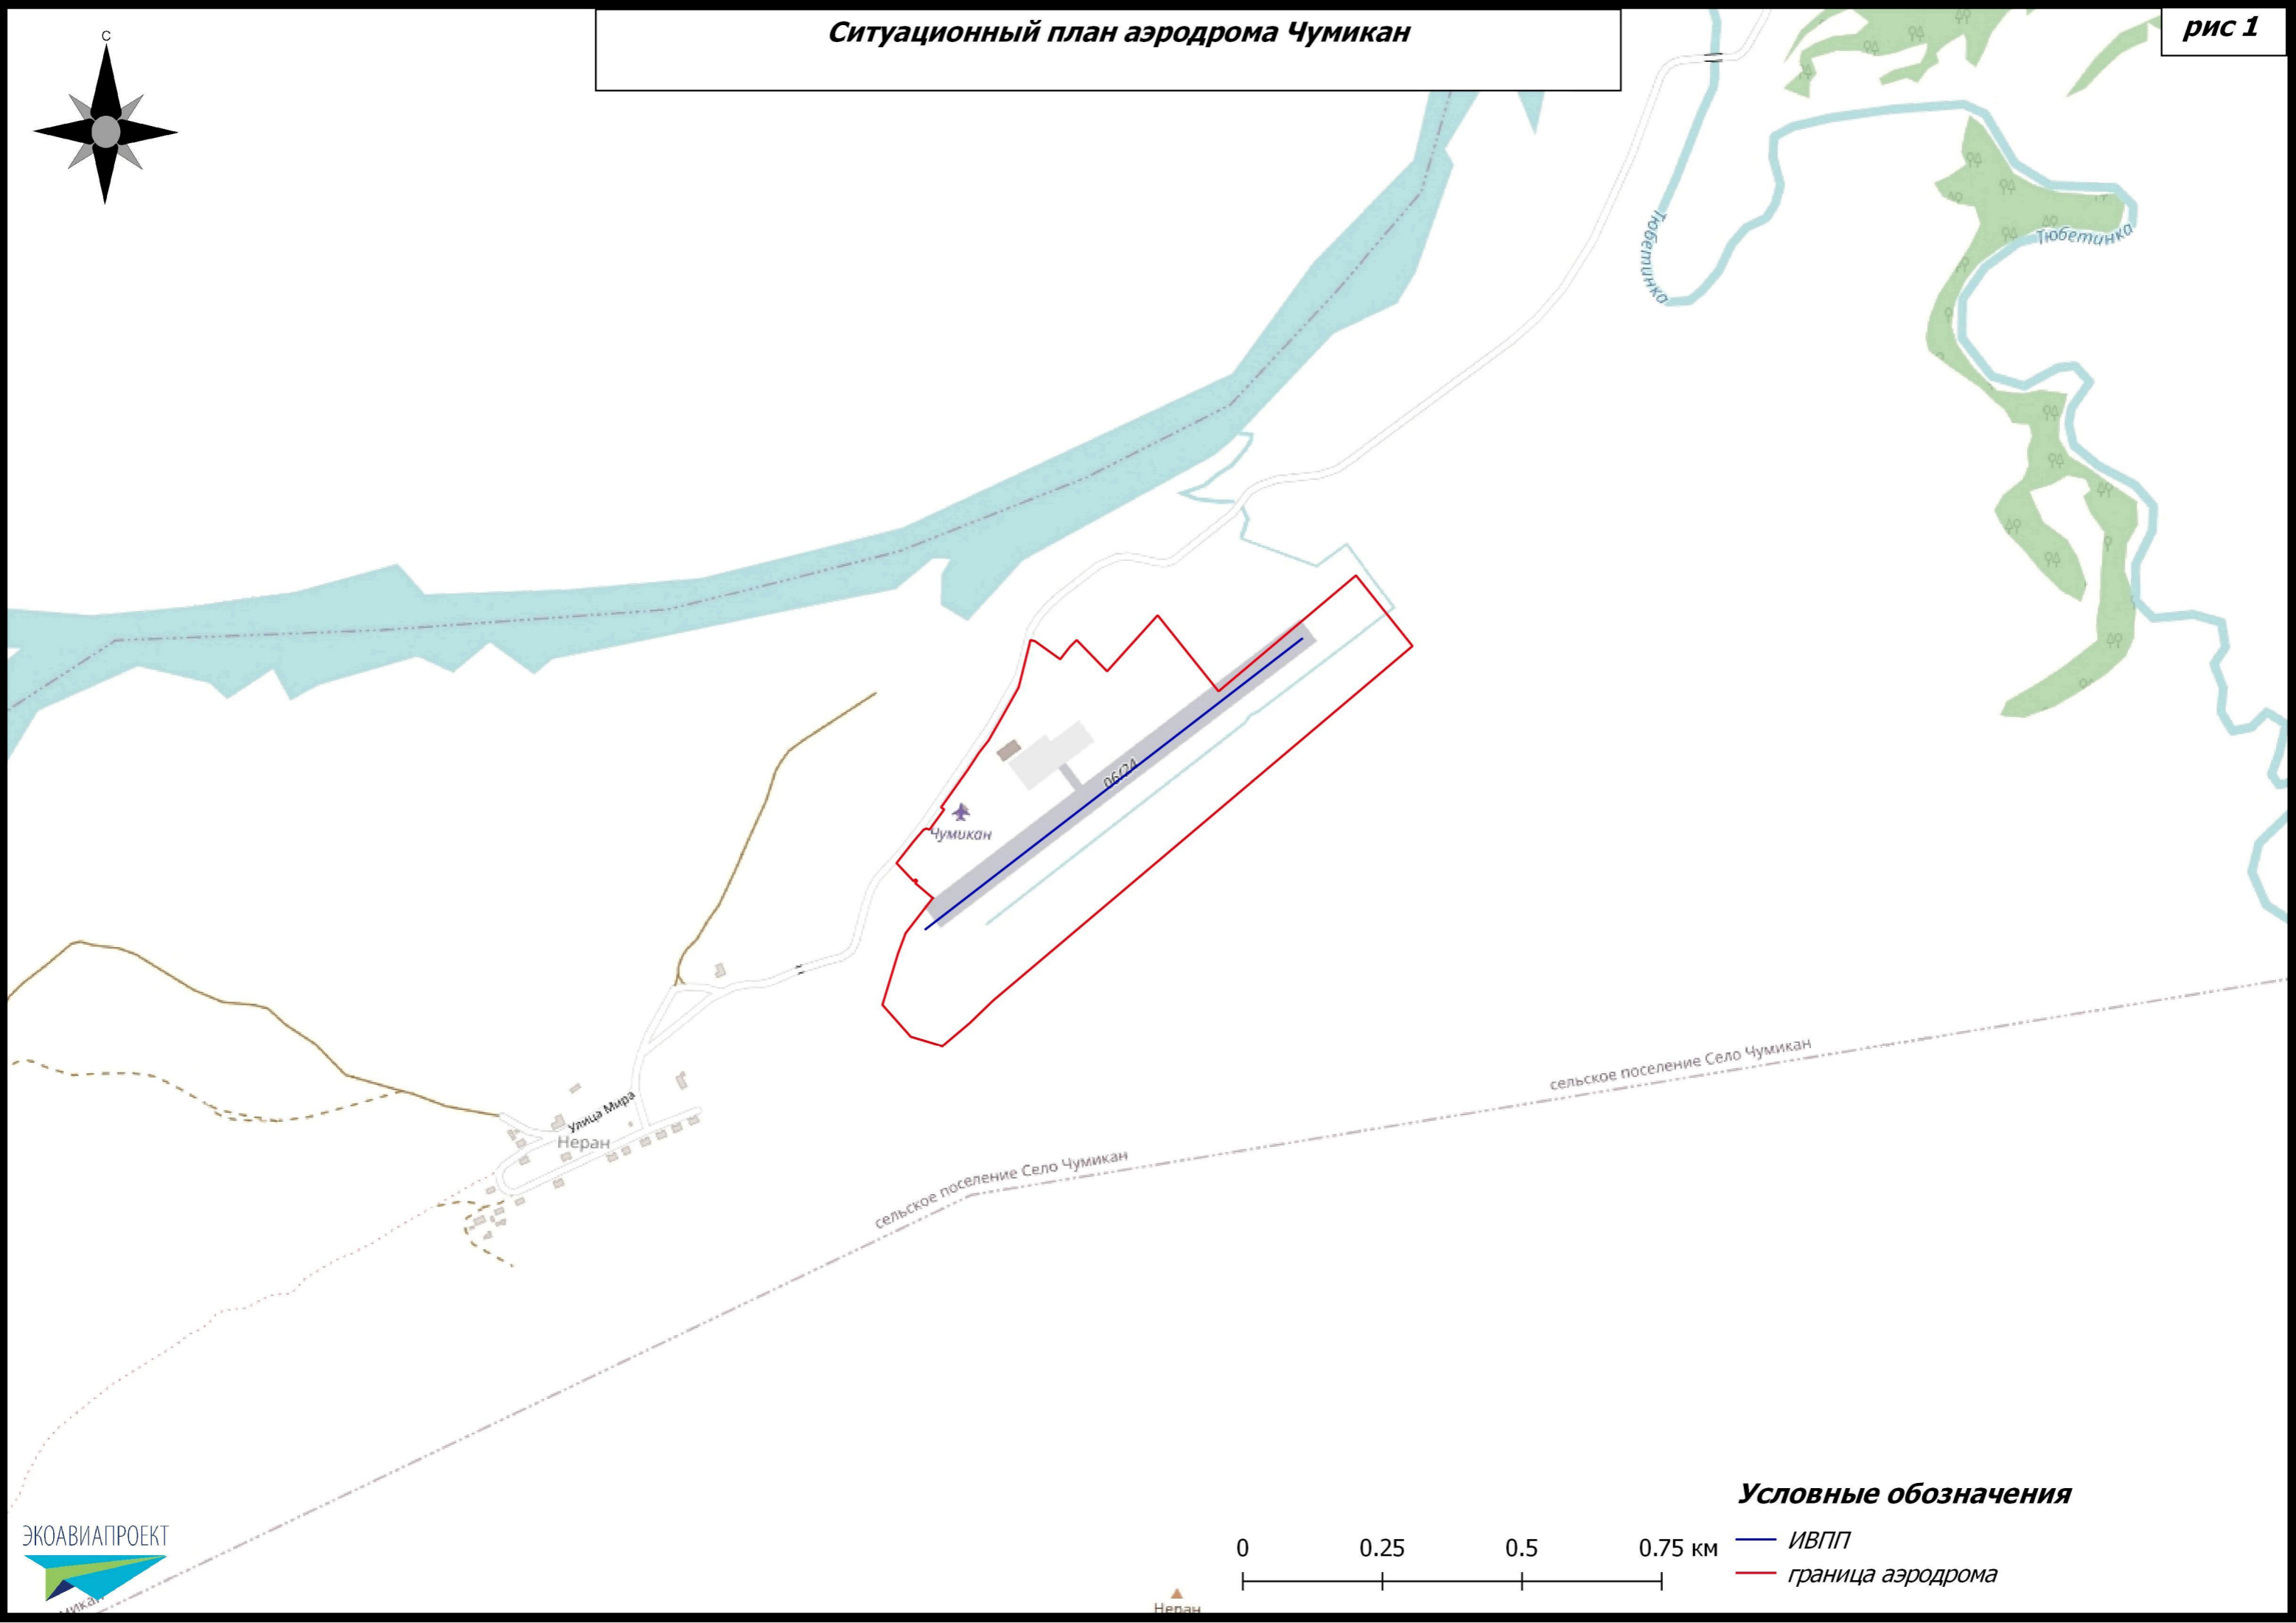 Ситуационный план аэродрома Чумикан
рис 1
С
Тюбетинка
Тюбетинка
06/24
Чумикан
сельское поселение Село Чумикан
Улица Мира
Неран
сельское поселение Село Чумикан
Условные обозначения
ЭКОАВИАПРОЕКТ
0 0.25 0.5 0.75 км
ИВПП
граница аэродрома
Неран